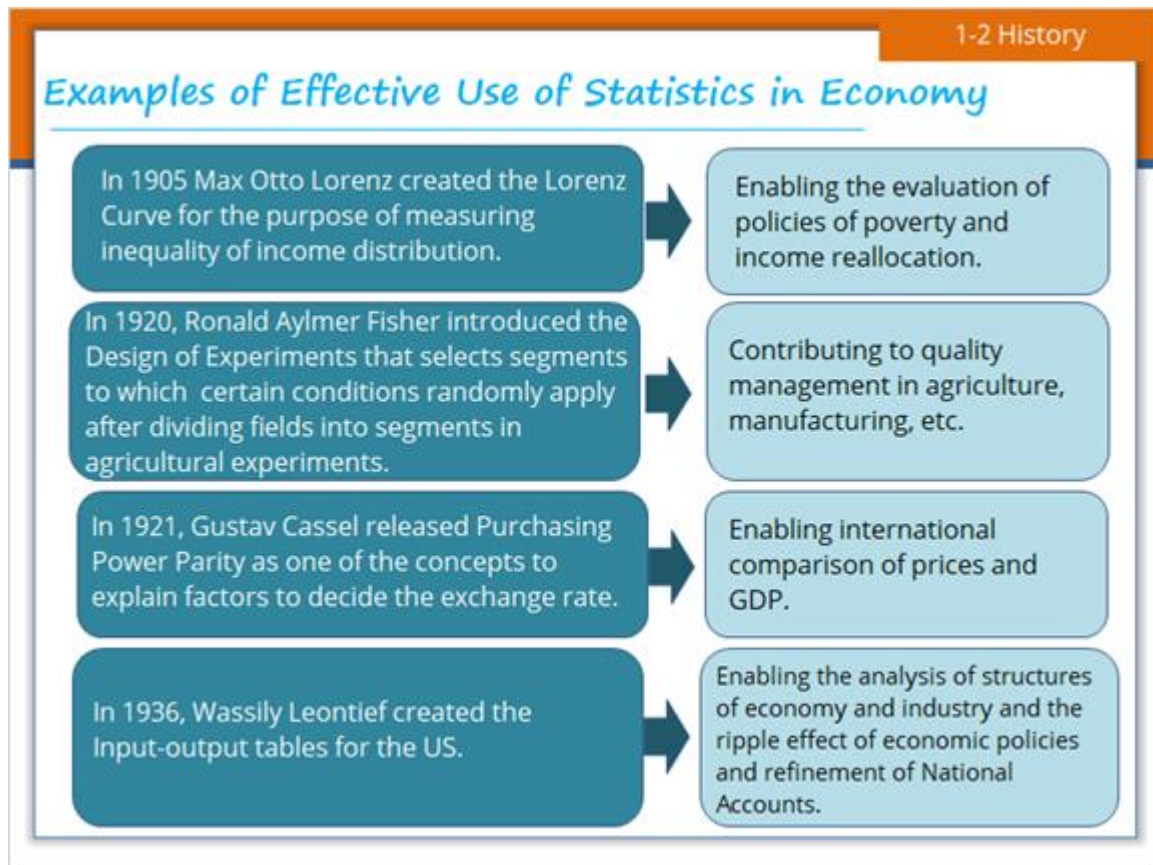 1-2 History
Examples of Effective Use of Statistics in Economy
In 1905 Max Otto Lorenz created the Lorenz
Curve for the purpose of measuring
inequality of income distribution.
Enabling the evaluation of
policies of poverty and
income reallocation.
In 1920, Ronald Aylmer Fisher introduced the
Design of Experiments that selects segments
to which certain conditions randomly apply
after dividing fields into segments in
agricultural experiments.
Contributing to quality
management in agriculture,
manufacturing, etc.
In 1921, Gustav Cassel released Purchasing
Power Parity as one of the concepts to
explain factors to decide the exchange rate.
Enabling international
comparison of prices and
GDP.
In 1936, Wassily Leontief created the
Input-output tables for the US.
Enabling the analysis of structures
of economy and industry and the
ripple effect of economic policies
and refinement of National
Accounts.